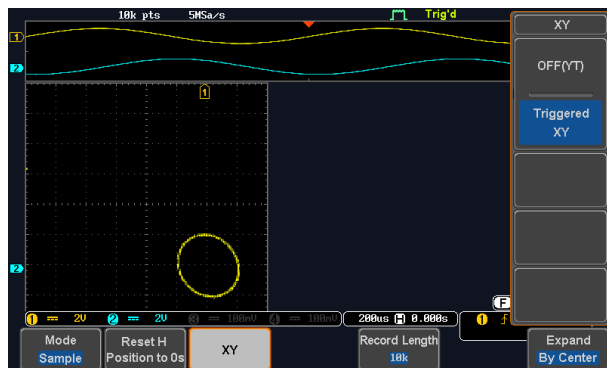 10k pts 5MSa/s Trig'd
XY
1
OFF(YT)
2
1
Triggered
XY
2
F
1 2V 2 2V 3 100mV 4 100mV 200us H 0.000s 1
Mode
Sample
Reset H
Position to 0s
XY
Record Length
10k
Expand
By Center